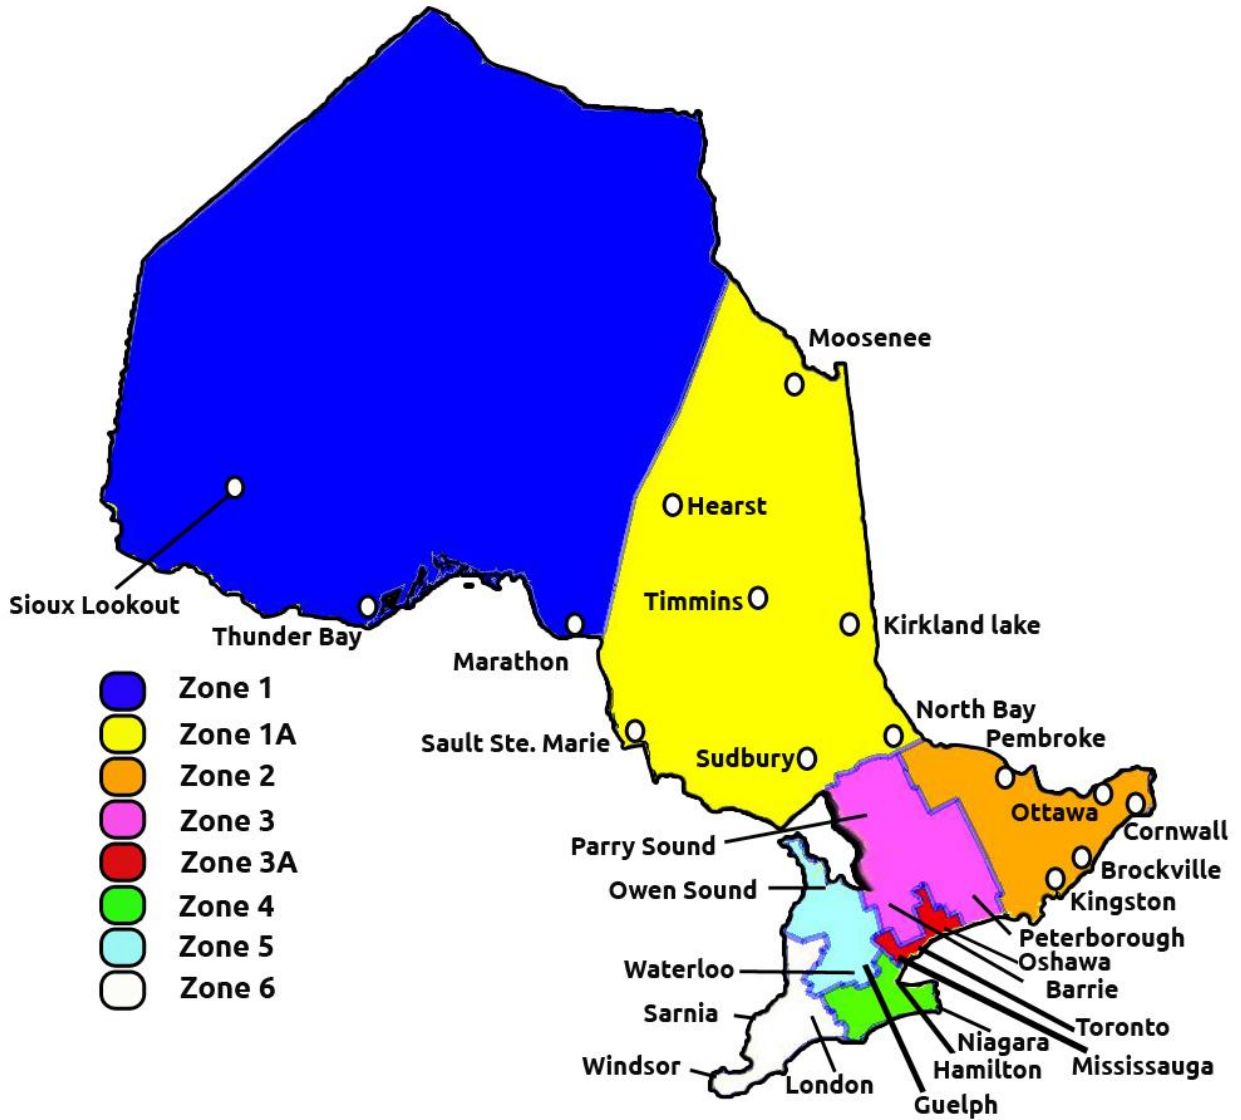 Moosenee
Hearst
Timmins
Kirkland lake
Sioux Lookout
Thunder Bay
Marathon
Zone 1
Zone 1A
Zone 2
Zone 3
Zone 3A
Zone 4
Zone 5
Zone 6
Sault Ste. Marie
Sudbury
North Bay
Pembroke
Ottawa
Cornwall
Brockville
Kingston
Parry Sound
Owen Sound
Peterborough
Oshawa
Barrie
Waterloo
Sarnia
Toronto
Niagara
Mississauga
Hamilton
Windsor
London
Guelph